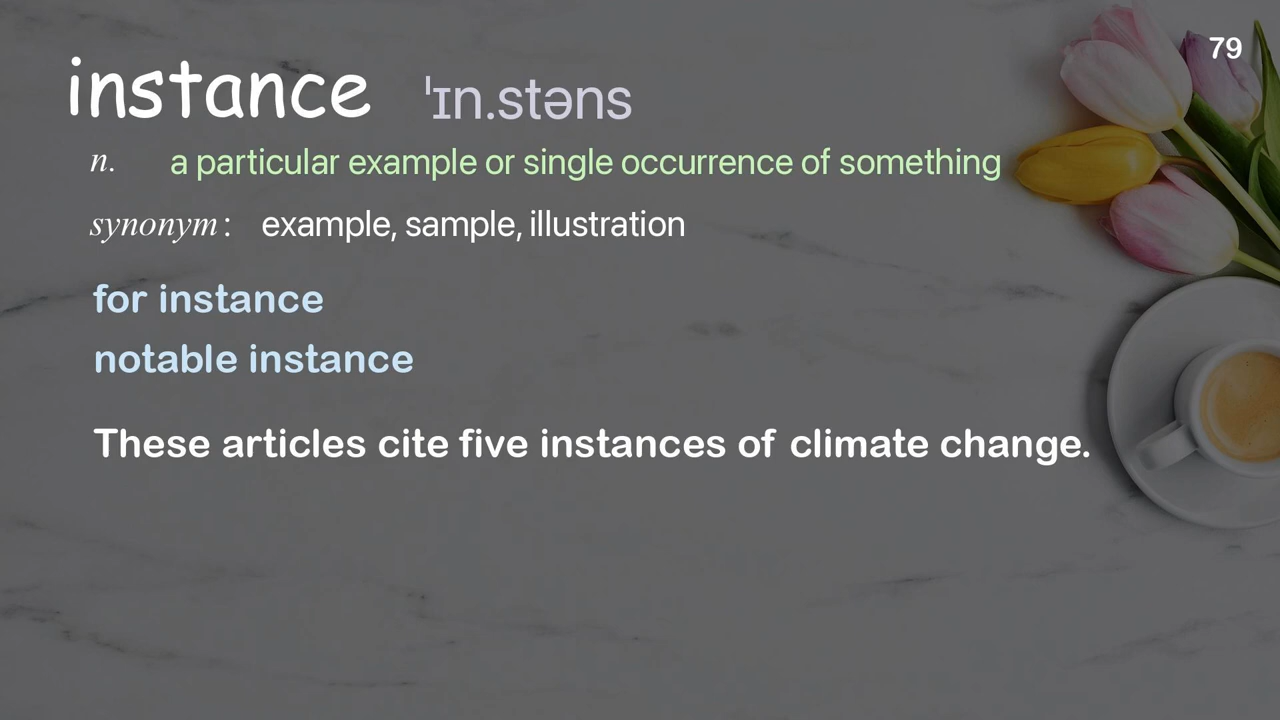 79
instance ˈɪn.stəns
n. a particular example or single occurrence of something
synonym: example, sample, illustration
for instance
notable instance
These articles cite five instances of climate change.